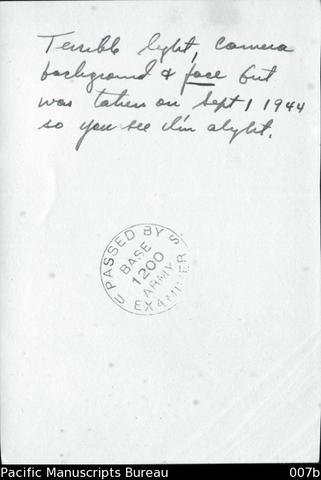 Terrible light, camera
background & face but
was taken on Sept 1 1944
so you see I'm alright.
PASSED BY U.S.
BASE
1200
ARMY
EXAMINER
Pacific Manuscripts Bureau
007b